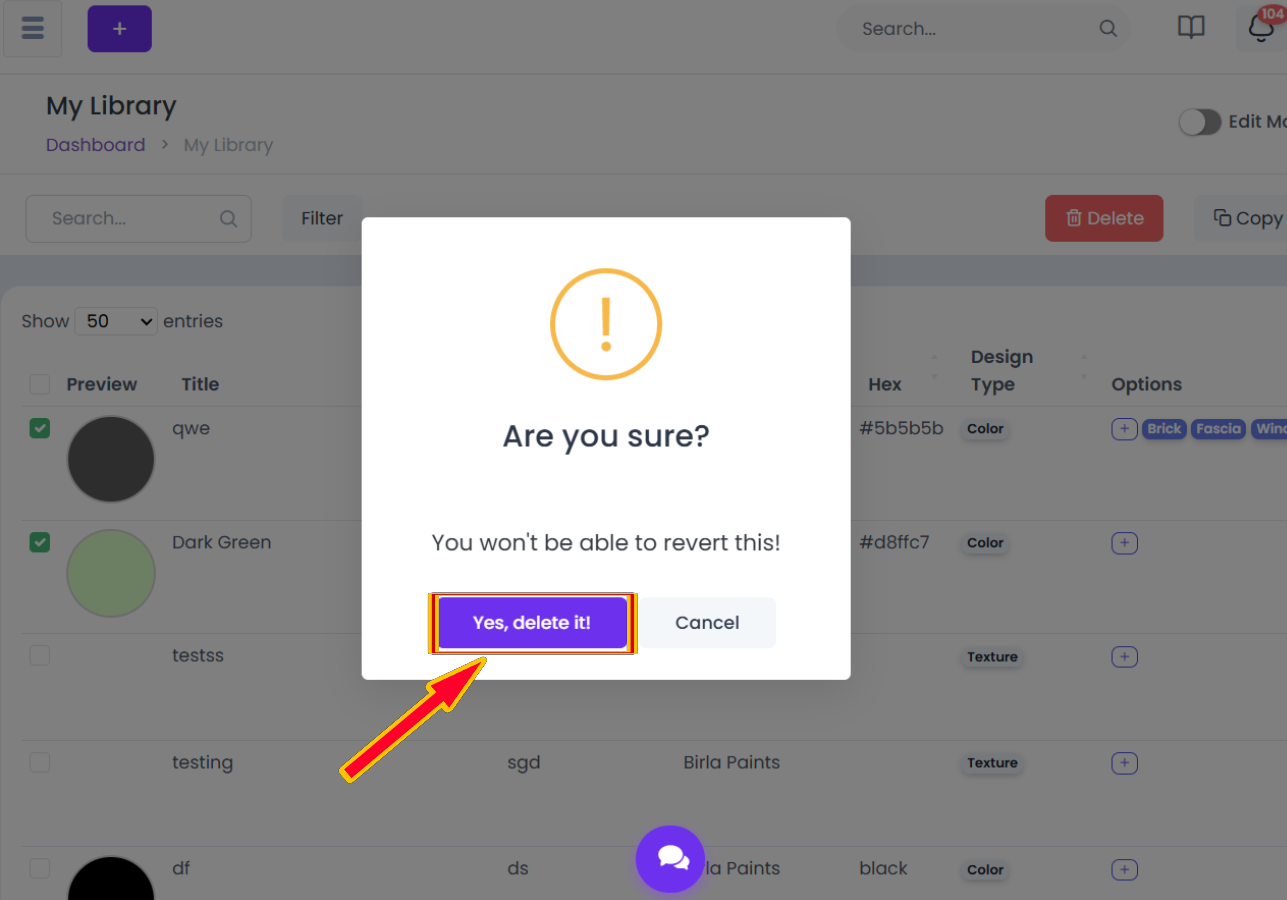 +
Search...
104
My Library
Edit Mo
Dashboard > My Library
Search...
Filter
Delete
Copy
!
Show 50 entries
Are you sure?
Preview Title Hex Design Type Options
qwe #5b5b5b Color + Brick Fascia Winc
Dark Green #d8ffc7 Color +
You won't be able to revert this!
Yes, delete it! Cancel
testss Texture +
testing sgd Birla Paints Texture +
df ds la Paints black Color +